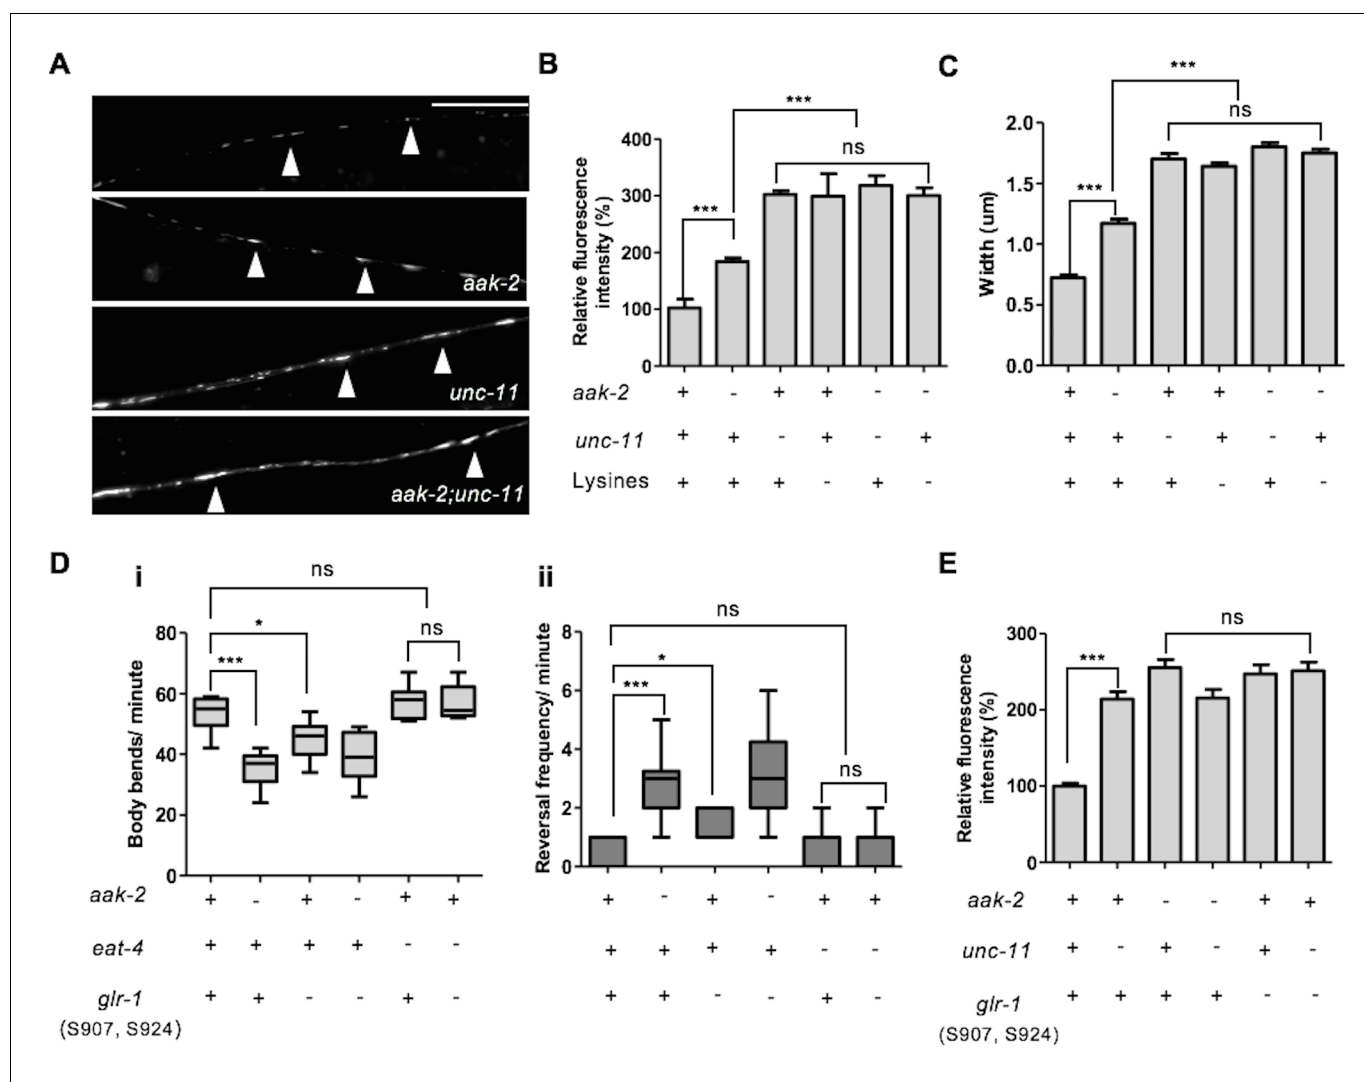 A
aak-2
unc-11
aak-2;unc-11
B
Relative fluorescence
intensity (%)
400
300
200
100
0
***
***
ns
aak-2 + - + + - -
unc-11 + + - + - +
Lysines + + + - + -
C
Width (um)
2.0
1.5
1.0
0.5
0.0
***
***
ns
+ - + + - -
+ + - + - +
+ + + - + -
D
i
Body bends/ minute
80
60
40
20
0
ns
*
***
ns
aak-2 + - + - + +
eat-4 + + + + - -
glr-1 + + - - + -
(S907, S924)
ii
Reversal frequency/ minute
8
6
4
2
0
ns
*
***
ns
+ - + - + +
+ + + + - -
+ + - - + -
E
Relative fluorescence
intensity (%)
300
200
100
0
***
ns
aak-2 + + - - + +
unc-11 + - + - + -
glr-1 + + + + - -
(S907, S924)